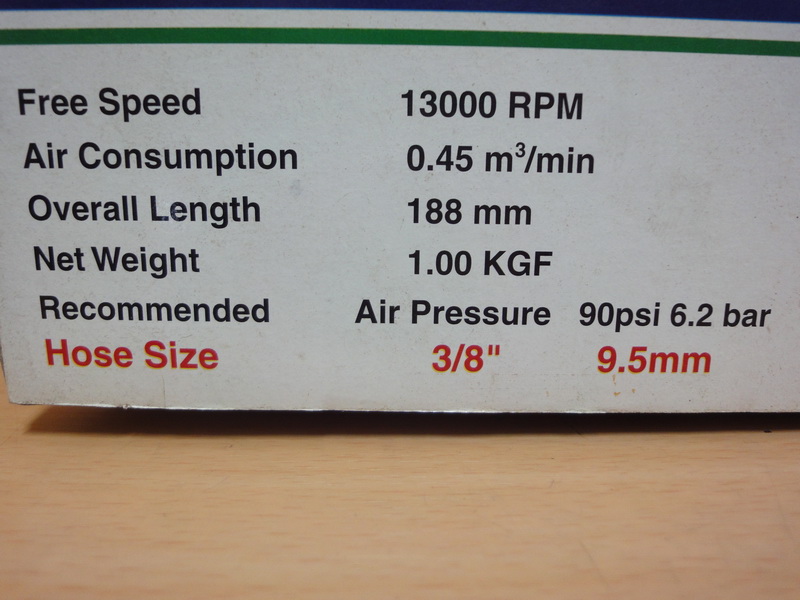 Free Speed 13000 RPM
Air Consumption 0.45 m³/min
Overall Length 188 mm
Net Weight 1.00 KGF
Recommended Air Pressure 90psi 6.2 bar
Hose Size 3/8" 9.5mm